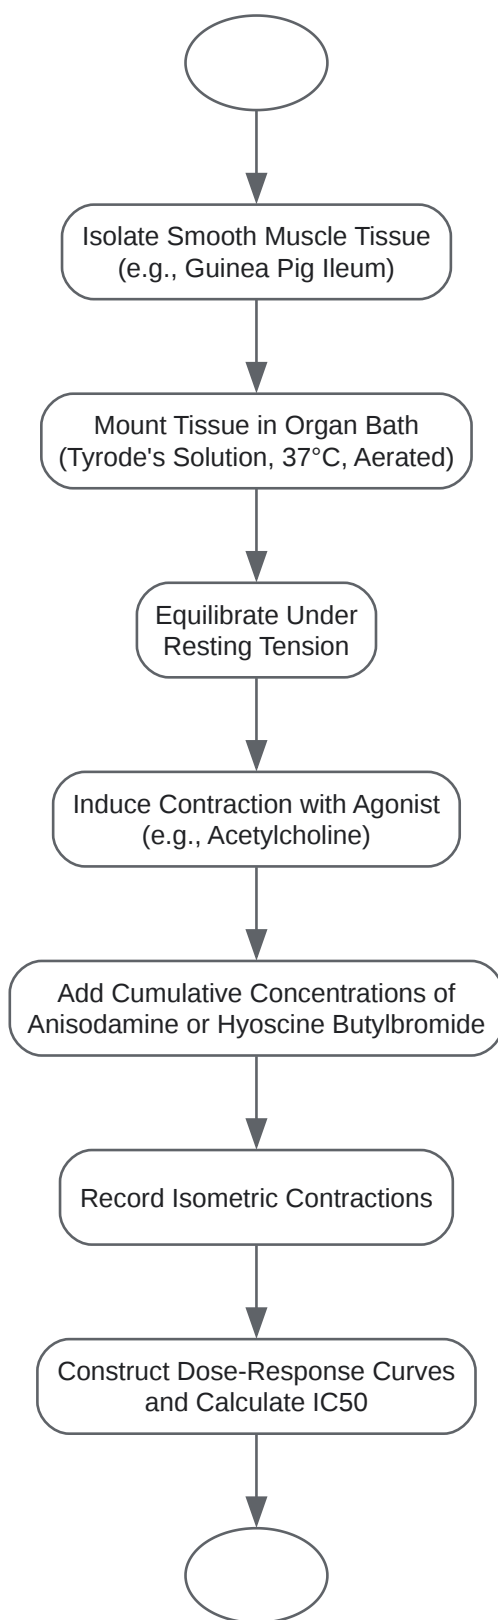 Isolate Smooth Muscle Tissue
(e.g., Guinea Pig Ileum)
Mount Tissue in Organ Bath
(Tyrode's Solution, 37°C, Aerated)
Equilibrate Under
Resting Tension
Induce Contraction with Agonist
(e.g., Acetylcholine)
Add Cumulative Concentrations of
Anisodamine or Hyoscine Butylbromide
Record Isometric Contractions
Construct Dose-Response Curves
and Calculate IC50